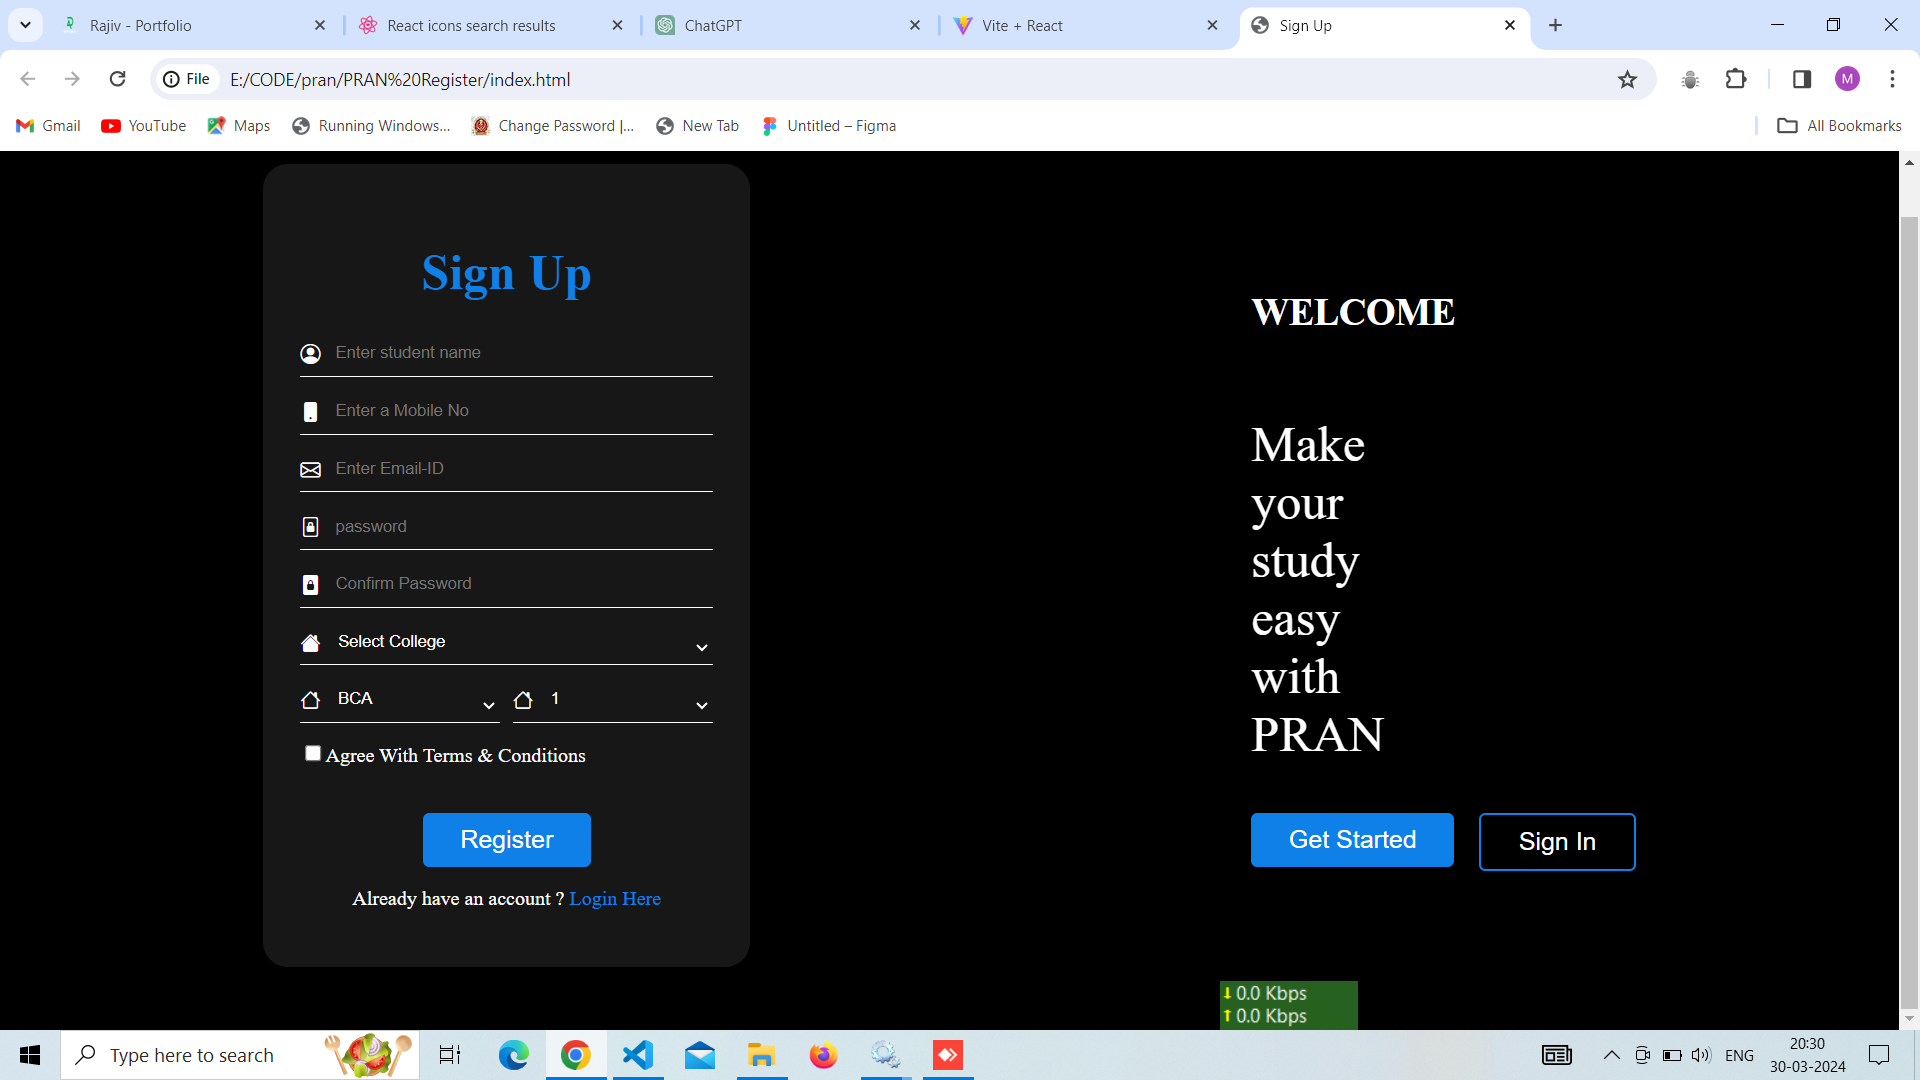 Rajiv - Portfolio
React icons search results
ChatGPT
Vite + React
Sign Up
File
E:/CODE/pran/PRAN%20Register/index.html
M
Gmail
YouTube
Maps
Running Windows...
Change Password |...
New Tab
Untitled – Figma
All Bookmarks
Sign Up
Enter student name
Enter a Mobile No
Enter Email-ID
password
Confirm Password
Select College
BCA
1
Agree With Terms & Conditions
Register
Already have an account ? Login Here
WELCOME
Make
your
study
easy
with
PRAN
Get Started
Sign In
0.0 Kbps
0.0 Kbps
Type here to search
ENG
20:30
30-03-2024